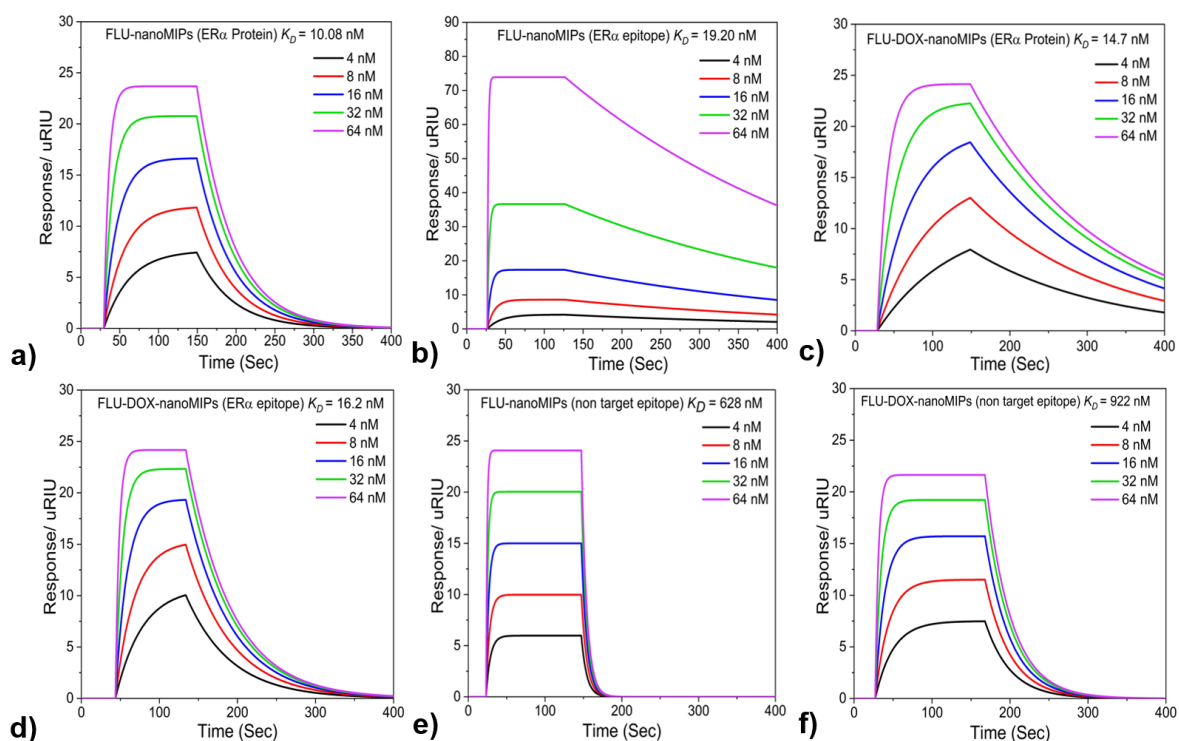 FLU-nanoMIPs (ERα Protein) K_D = 10.08 nM
4 nM
8 nM
16 nM
32 nM
64 nM
Response/ uRIU
30
25
20
15
10
5
0
0 50 100 150 200 250 300 350 400
Time (Sec)
a)
FLU-nanoMIPs (ERα epitope) K_D = 19.20 nM
4 nM
8 nM
16 nM
32 nM
64 nM
Response/ uRIU
90
80
70
60
50
40
30
20
10
0
0 50 100 150 200 250 300 350 400
Time (Sec)
b)
FLU-DOX-nanoMIPs (ERα Protein) K_D = 14.7 nM
4 nM
8 nM
16 nM
32 nM
64 nM
Response/ uRIU
30
25
20
15
10
5
0
0 100 200 300 400
Time (Sec)
c)
FLU-DOX-nanoMIPs (ERα epitope) K_D = 16.2 nM
4 nM
8 nM
16 nM
32 nM
64 nM
Response/ uRIU
30
25
20
15
10
5
0
0 100 200 300 400
Time (Sec)
d)
FLU-nanoMIPs (non target epitope) K_D = 628 nM
4 nM
8 nM
16 nM
32 nM
64 nM
Response/ uRIU
30
25
20
15
10
5
0
0 50 100 150 200 250 300 350 400
Time (Sec)
e)
FLU-DOX-nanoMIPs (non target epitope) K_D = 922 nM
4 nM
8 nM
16 nM
32 nM
64 nM
Response/ uRIU
30
25
20
15
10
5
0
0 100 200 300 400
Time (Sec)
f)